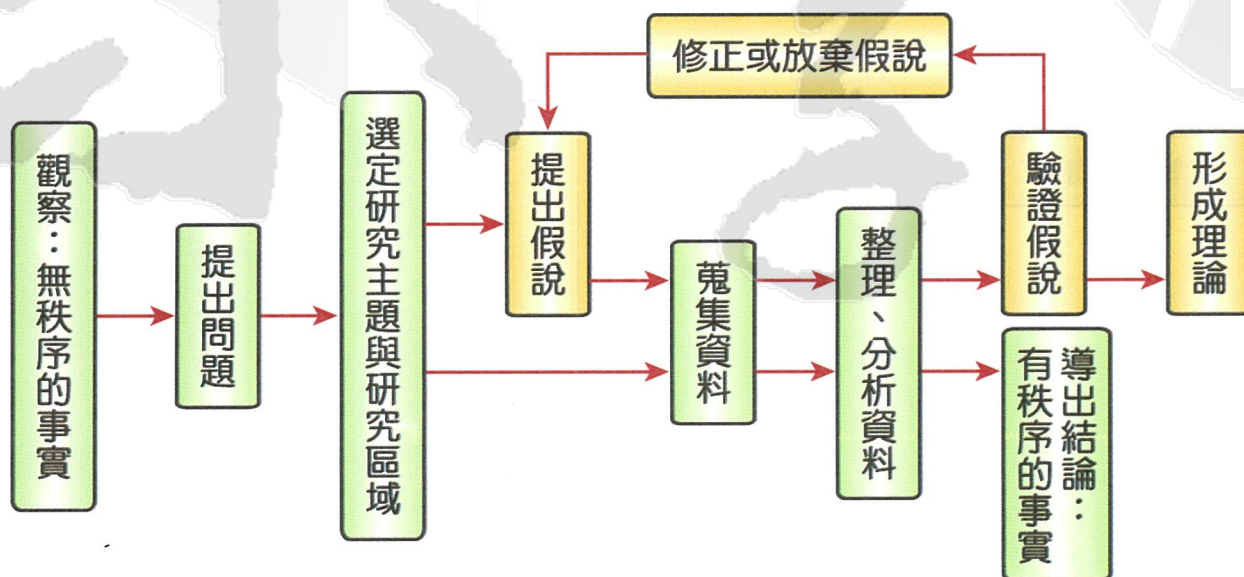 觀察：無秩序的事實
提出問題
選定研究主題與研究區域
提出假說
修正或放棄假說
蒐集資料
整理、分析資料
驗證假說
形成理論
導出結論：
有秩序的事實